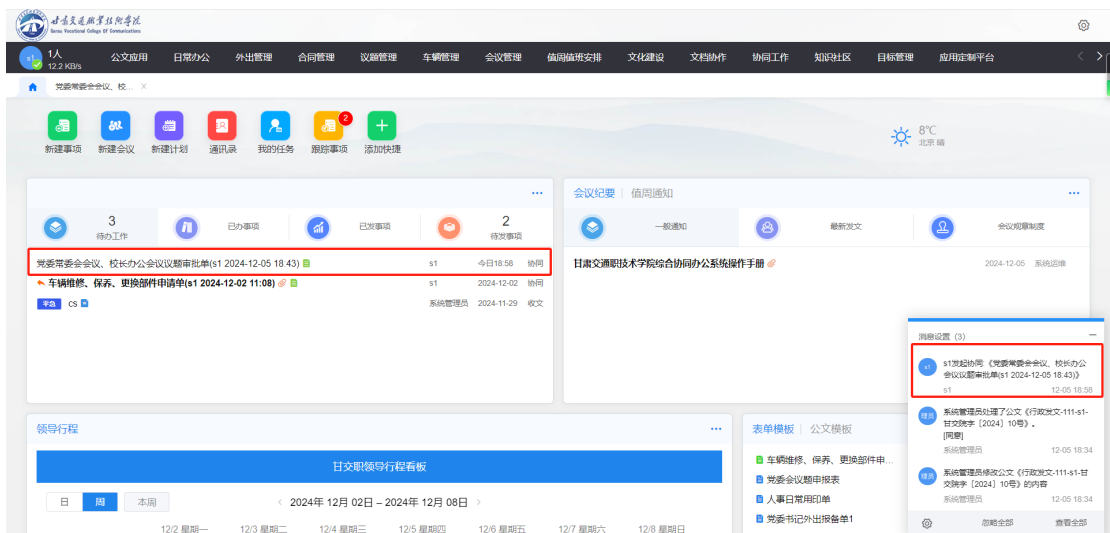 甘肃交通职业技术学院
Gansu Vocational College Of Communications
s1
1人
12.2 KB/s
公文应用
日常办公
外出管理
合同管理
议题管理
车辆管理
会议管理
值周值班安排
文化建设
文档协作
协同工作
知识社区
目标管理
应用定制平台
党委常委会会议、校...
新建事项
新建会议
新建计划
通讯录
我的任务
2
跟踪事项
添加快捷
8℃
北京 晴
3
待办工作
已办事项
已发事项
2
待发事项
党委常委会会议、校长办公会议议题审批单(s1 2024-12-05 18:43) s1 今日18:58 协同
车辆维修、保养、更换部件申请单(s1 2024-12-02 11:08) s1 2024-12-02 协同
平急 cs 系统管理员 2024-11-29 收文
会议纪要 | 值周通知
一般通知
最新发文
会议规章制度
甘肃交通职技术学院综合协同办公系统操作手册 2024-12-05 系统运维
消息设置 (3)
s1
s1发起协同:《党委常委会会议、校长办公
会议议题审批单(s1 2024-12-05 18:43)》
s1 12-05 18:58
理员
系统管理员处理了公文《行政发文-111-s1-
甘交院字〔2024〕10号》。
[同意]
系统管理员 12-05 18:34
理员
系统管理员修改公文《行政发文-111-s1-甘
交院字〔2024〕10号》的内容
系统管理员 12-05 18:34
忽略全部 查看全部
领导行程
甘交职领导行程看板
日 周 本周
2024年 12月 02日 – 2024年 12月 08日
12/2 星期一 12/3 星期二 12/4 星期三 12/5 星期四 12/6 星期五 12/7 星期六 12/8 星期日
表单模板 | 公文模板
车辆维修、保养、更换部件申...
党委会议题申报表
人事日常用印单
党委书记外出报备单1